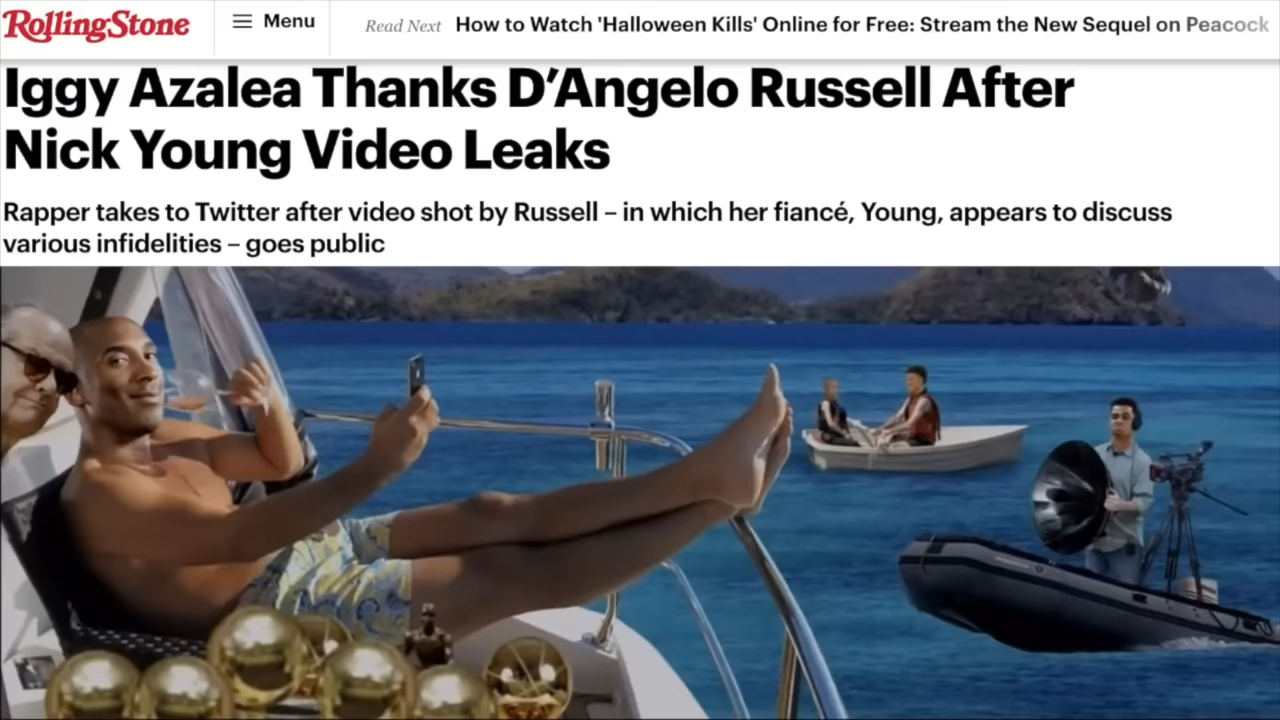 RollingStone Menu Read Next How to Watch 'Halloween Kills' Online for Free: Stream the New Sequel on Peacock
Iggy Azalea Thanks D'Angelo Russell After
Nick Young Video Leaks
Rapper takes to Twitter after video shot by Russell – in which her fiancé, Young, appears to discuss
various infidelities – goes public